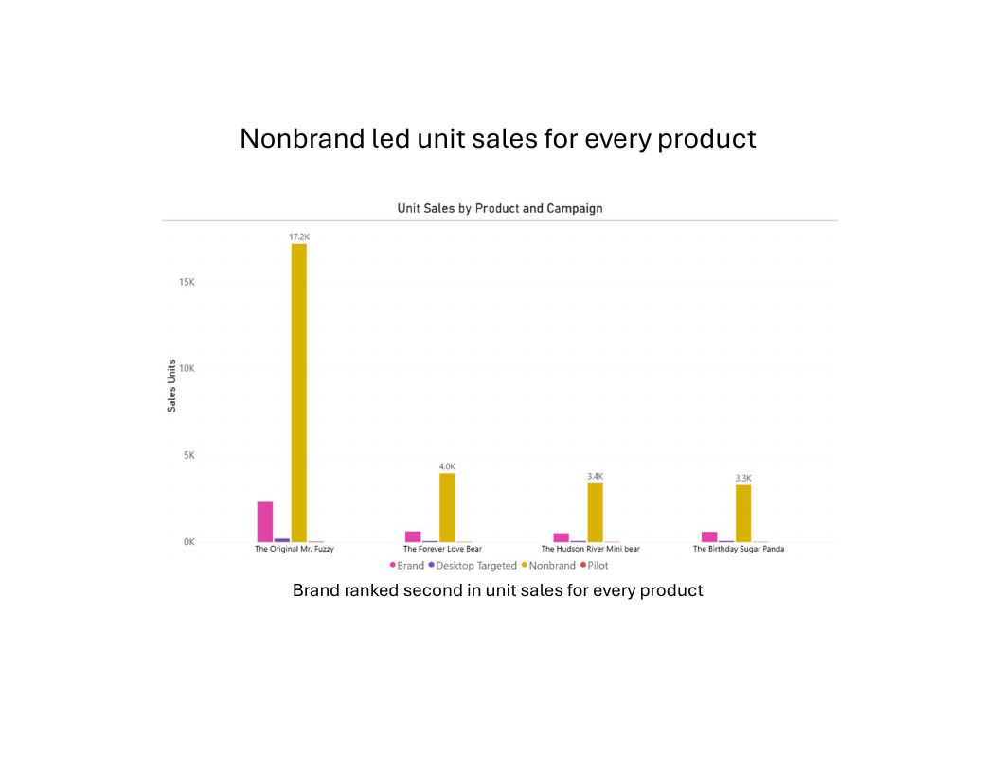 Nonbrand led unit sales for every product
Unit Sales by Product and Campaign
17.2K
15K
10K
5K
0K
Sales Units
4.0K
3.4K
3.3K
The Original Mr. Fuzzy
The Forever Love Bear
The Hudson River Mini bear
The Birthday Sugar Panda
Brand Desktop Targeted Nonbrand Pilot
Brand ranked second in unit sales for every product